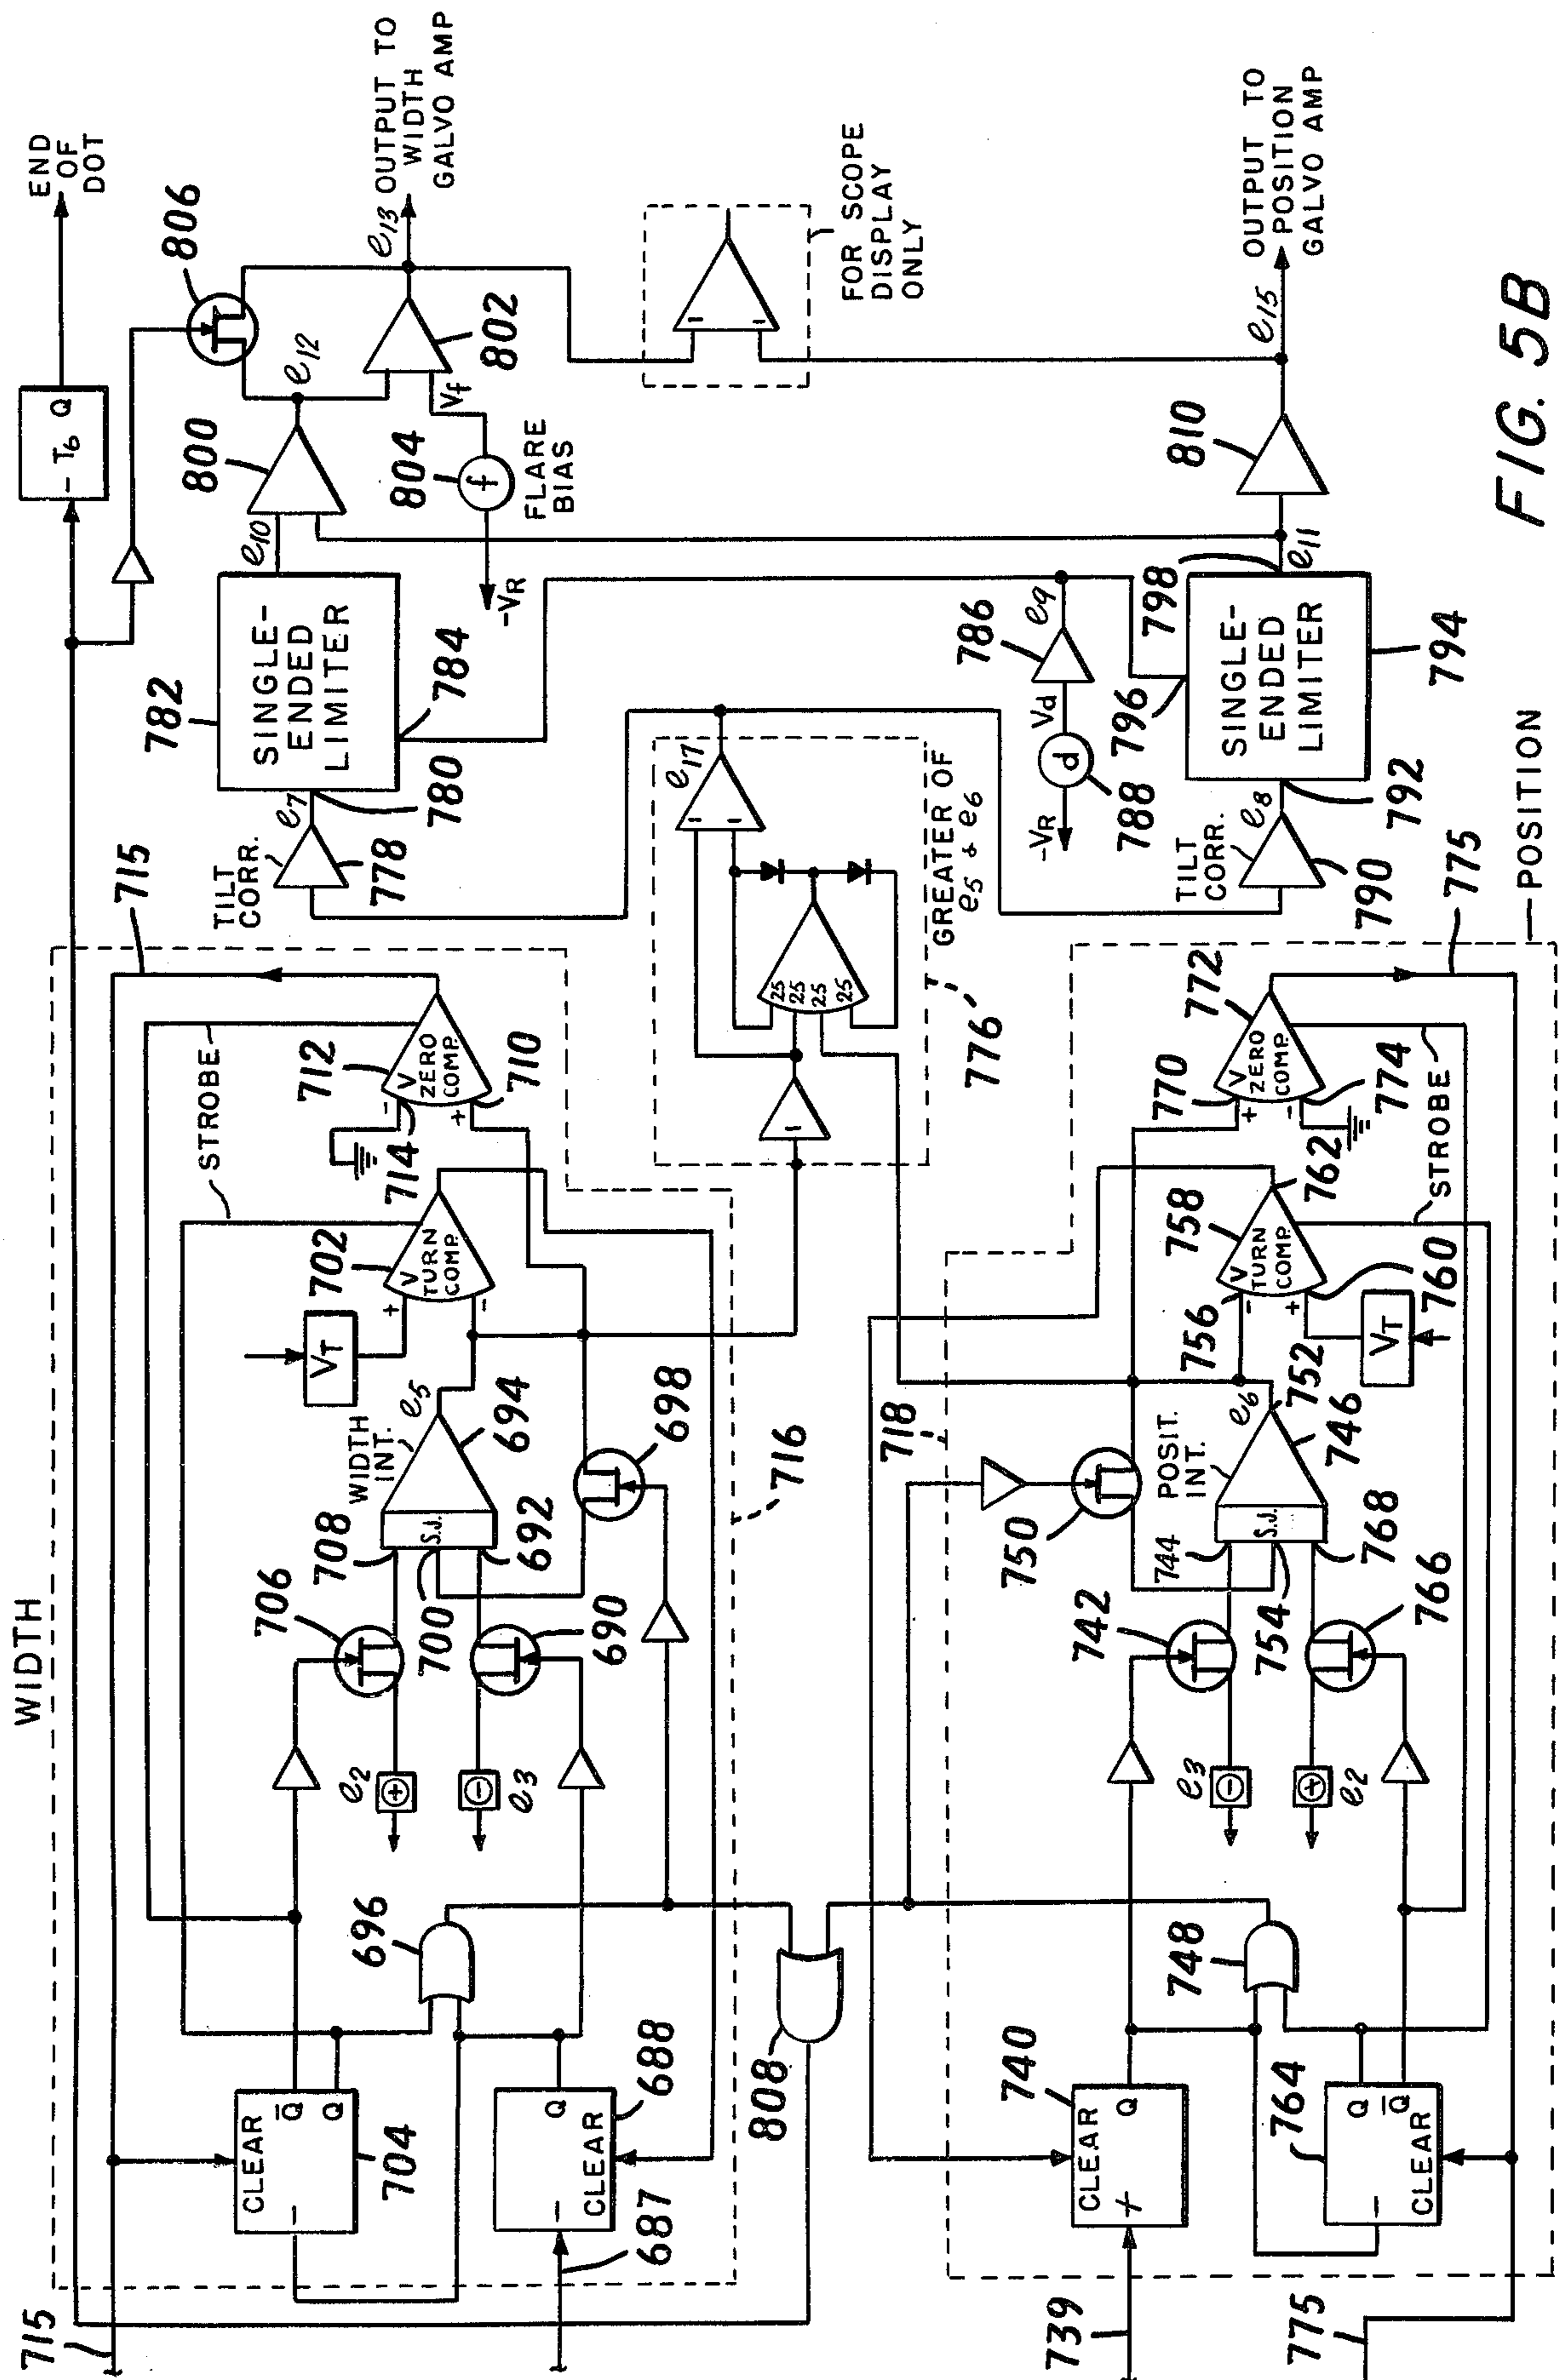 WIDTH
715
CLEAR
Q̅
Q
704
−
696
688
CLEAR
Q
−
687
706
708
e2
+
−
e3
700
S.J.
692
690
WIDTH
INT.
e5
694
698
VT
702
V
TURN
COMP.
+
−
STROBE
712
V
ZERO
COMP.
−
+
714
710
715
716
808
− T6 Q
END
OF
DOT
TILT
CORR.
e7
778
780
782
SINGLE-
ENDED
LIMITER
784
e10
800
e12
806
802
Vf
804
f
FLARE
BIAS
-VR
e13
OUTPUT TO
WIDTH
GALVO AMP
FOR SCOPE
DISPLAY
ONLY
−
−
−
25
25
25
25
−
−
e17
GREATER OF
e5 & e6
776
786
e9
Vd
d
788
-VR
718
739
740
CLEAR
+
Q
748
764
Q
Q̅
CLEAR
−
775
742
744
e3
−
+
e2
754
S.J.
768
766
750
POSIT.
INT.
e6
746
752
756
V
TURN
COMP.
−
+
758
760
762
VT
770
V
ZERO
COMP.
+
−
772
774
STROBE
775
POSITION
TILT
CORR.
e8
790
792
SINGLE-
ENDED
LIMITER
794
796
798
e11
810
e15
OUTPUT TO
POSITION
GALVO AMP
FIG. 5B